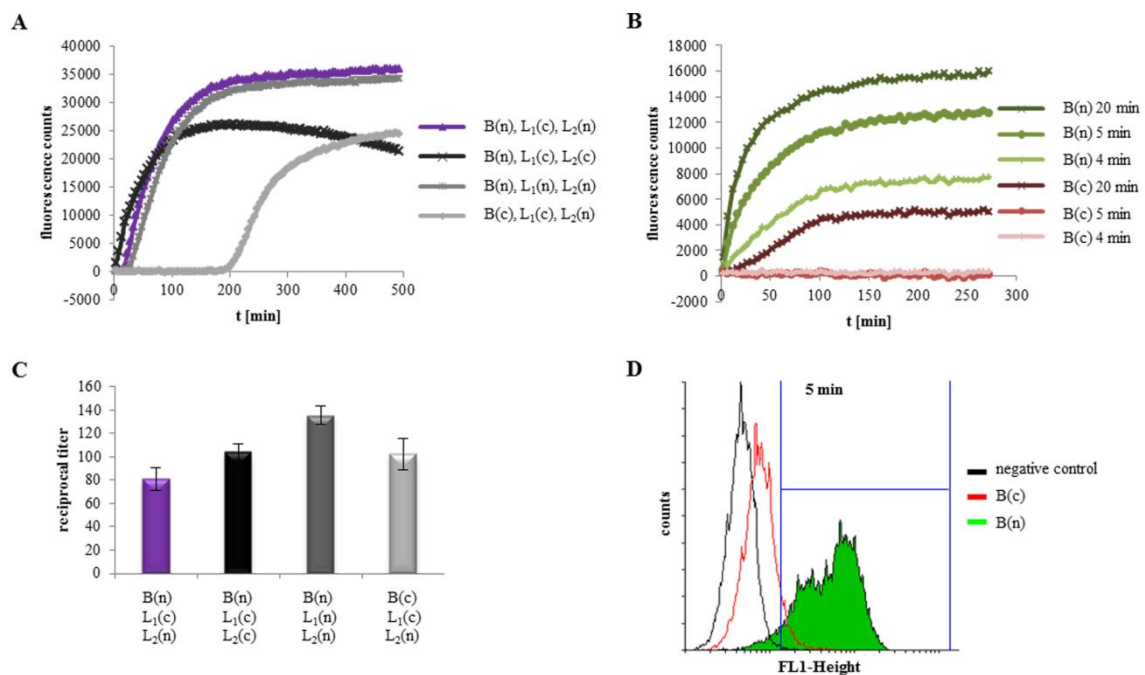 A
40000
35000
30000
25000
20000
15000
10000
5000
0
-5000
fluorescence counts
0 100 200 300 400 500
t [min]
B(n), L₁(c), L₂(n)
B(n), L₁(c), L₂(c)
B(n), L₁(n), L₂(n)
B(c), L₁(c), L₂(n)
B
18000
16000
14000
12000
10000
8000
6000
4000
2000
0
-2000
fluorescence counts
0 50 100 150 200 250 300
t [min]
B(n) 20 min
B(n) 5 min
B(n) 4 min
B(c) 20 min
B(c) 5 min
B(c) 4 min
C
160
140
120
100
80
60
40
20
0
reciprocal titer
B(n) B(n) B(n) B(c)
L₁(c) L₁(c) L₁(n) L₁(c)
L₂(n) L₂(c) L₂(n) L₂(n)
D
5 min
counts
FL1-Height
negative control
B(c)
B(n)